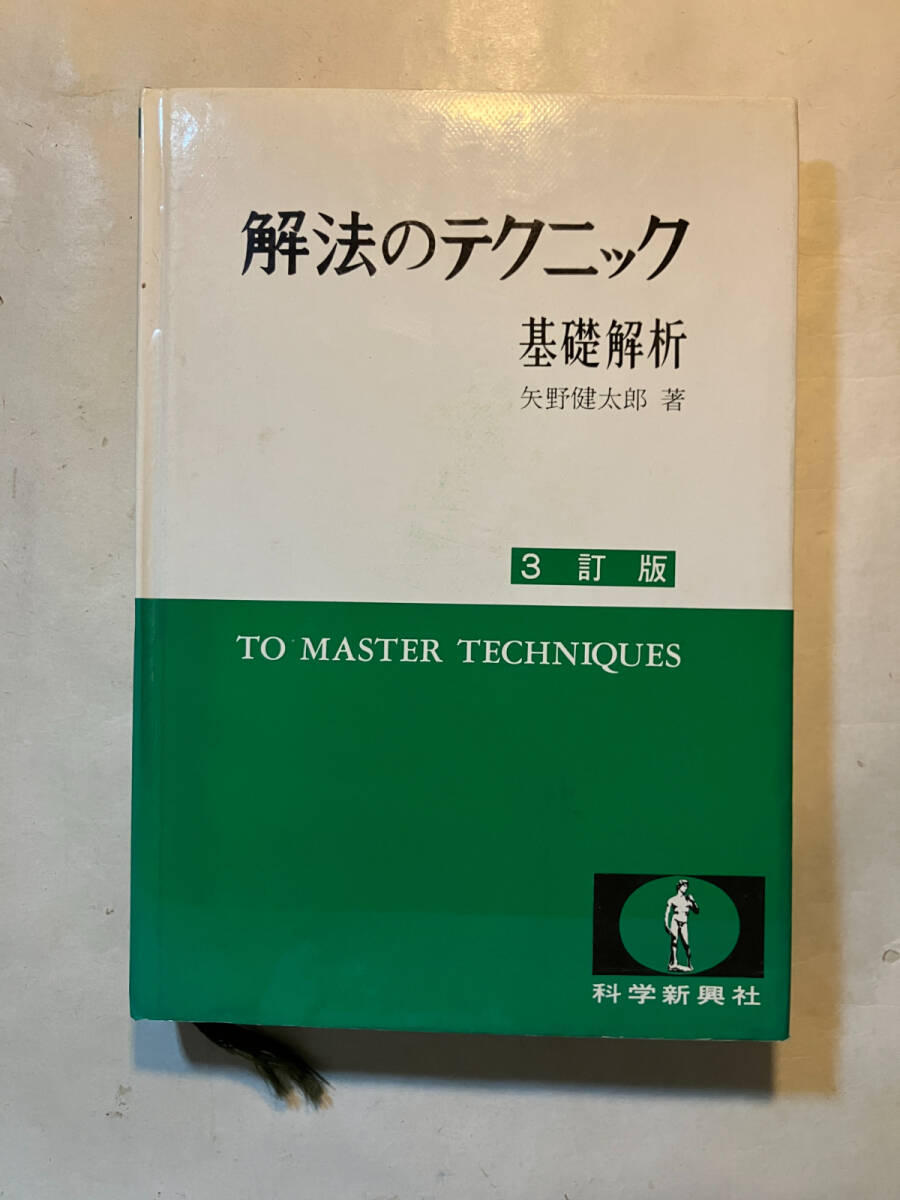 解法のテクニック
基礎解析
矢野健太郎 著
3 訂 版
TO MASTER TECHNIQUES
科学新興社